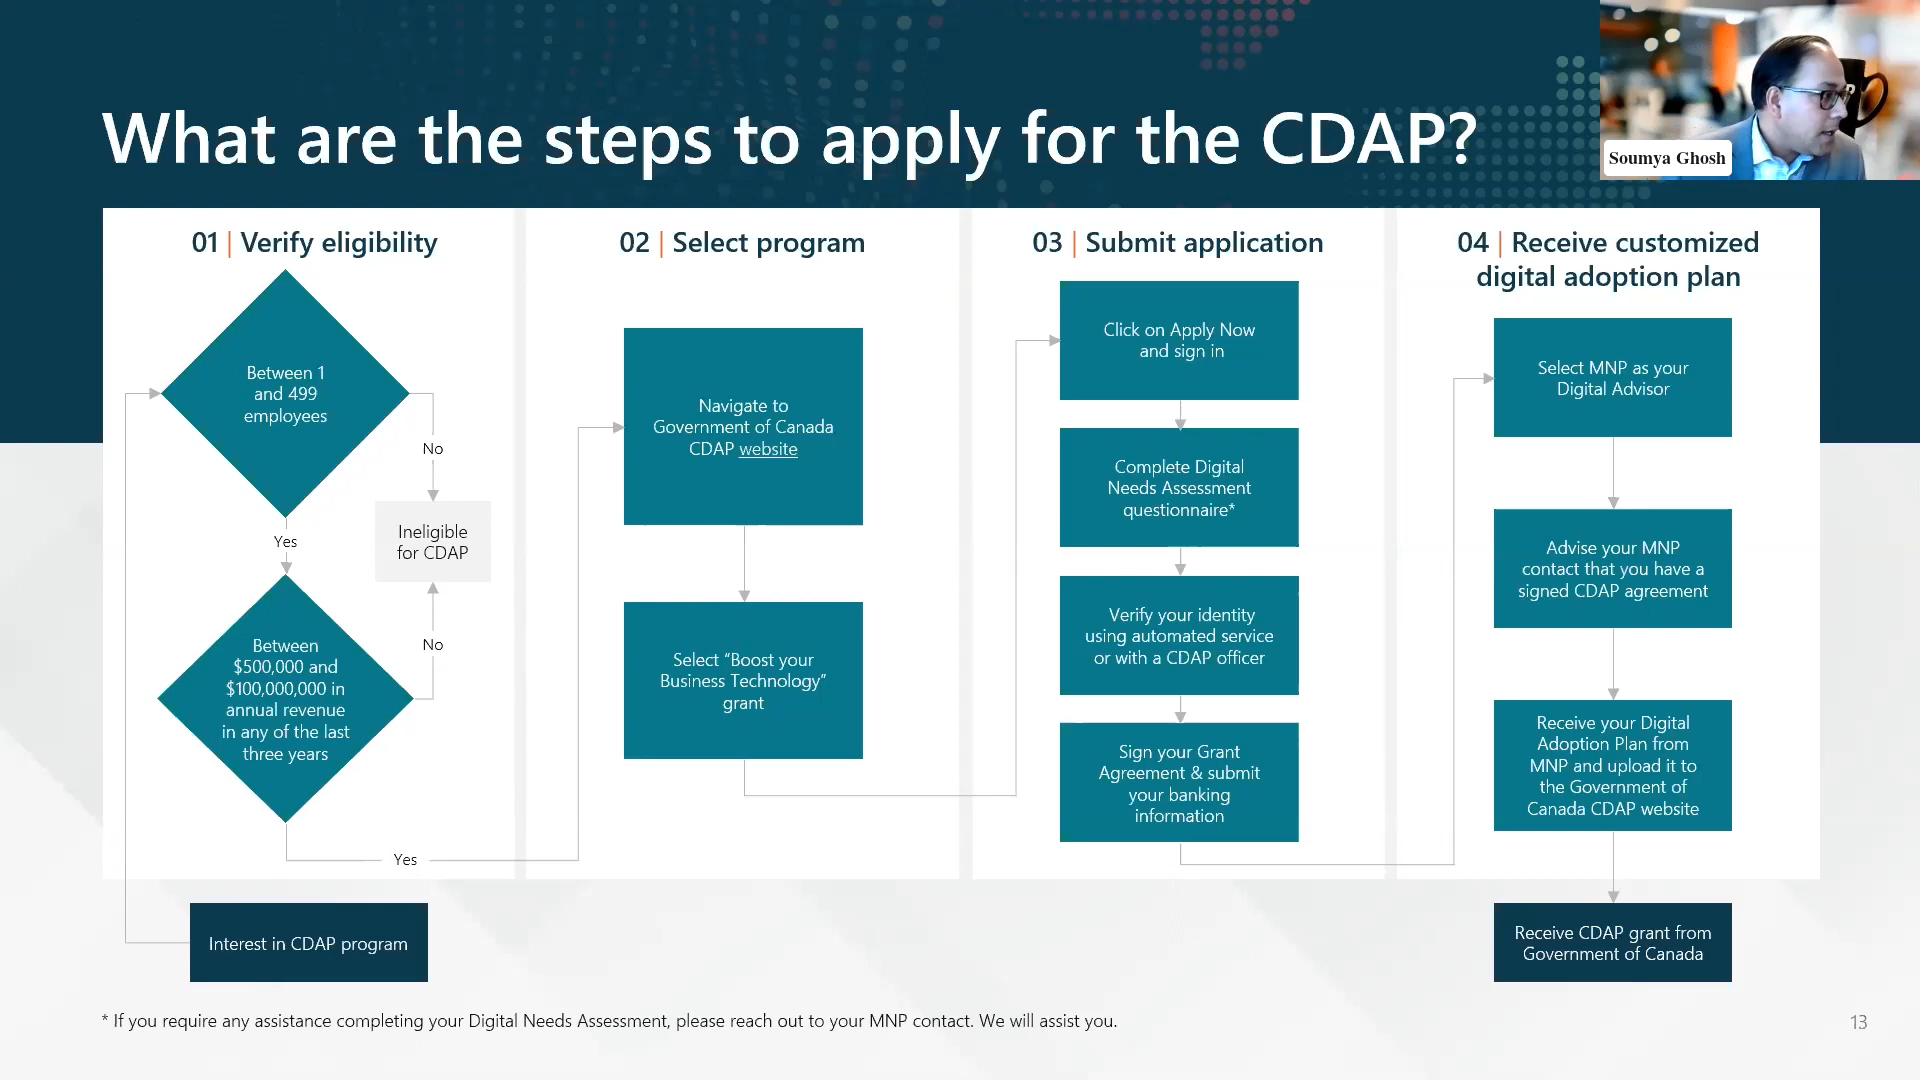 What are the steps to apply for the CDAP?
Soumya Ghosh
01 | Verify eligibility
Between 1
and 499
employees
No
Yes
Ineligible
for CDAP
No
Between
$500,000 and
$100,000,000 in
annual revenue
in any of the last
three years
Yes
Interest in CDAP program
02 | Select program
Navigate to
Government of Canada
CDAP website
Select “Boost your
Business Technology”
grant
03 | Submit application
Click on Apply Now
and sign in
Complete Digital
Needs Assessment
questionnaire*
Verify your identity
using automated service
or with a CDAP officer
Sign your Grant
Agreement & submit
your banking
information
04 | Receive customized
digital adoption plan
Select MNP as your
Digital Advisor
Advise your MNP
contact that you have a
signed CDAP agreement
Receive your Digital
Adoption Plan from
MNP and upload it to
the Government of
Canada CDAP website
Receive CDAP grant from
Government of Canada
* If you require any assistance completing your Digital Needs Assessment, please reach out to your MNP contact. We will assist you.
13